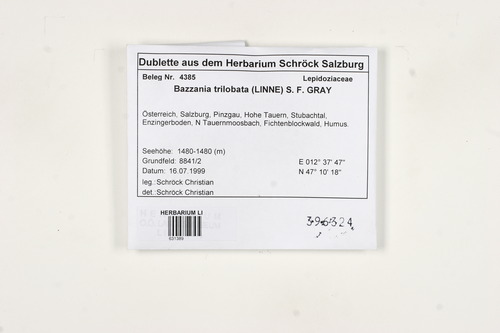 Dublette aus dem Herbarium Schröck Salzburg
Beleg Nr. 4385 Lepidoziaceae
Bazzania trilobata (LINNE) S. F. GRAY
Österreich, Salzburg, Pinzgau, Hohe Tauern, Stubachtal,
Enzingerboden, N Tauernmoosbach, Fichtenblockwald, Humus.
Seehöhe: 1480-1480 (m)
Grundfeld: 8841/2 E 012° 37' 47"
Datum: 16.07.1999 N 47° 10' 18"
leg.:Schröck Christian
det.:Schröck Christian
HERBARIUM LI
396324